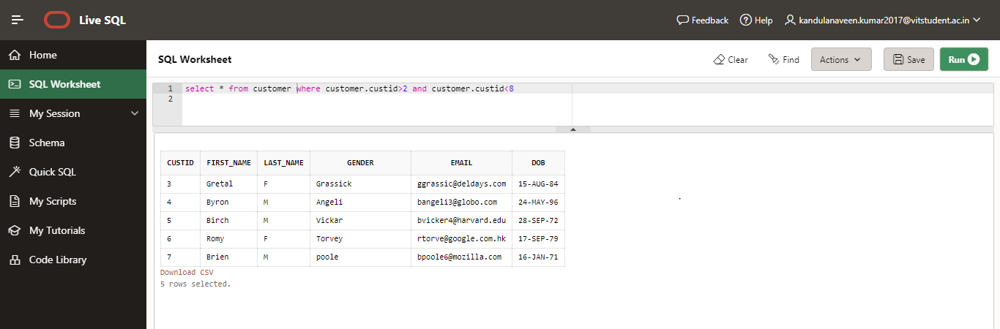 Live SQL
Feedback Help kandulanaveen.kumar2017@vitstudent.ac.in
Home
SQL Worksheet
My Session
Schema
Quick SQL
My Scripts
My Tutorials
Code Library
SQL Worksheet
Clear Find Actions Save Run
1 select * from customer where customer.custid>2 and customer.custid<8
2
CUSTID FIRST_NAME LAST_NAME GENDER EMAIL DOB
3 Gretal F Grassick ggrassic@deldays.com 15-AUG-84
4 Byron M Angeli bangeli3@globo.com 24-MAY-96
5 Birch M Vickar bvicker4@harvard.edu 28-SEP-72
6 Romy F Torvey rtorve@google.com.hk 17-SEP-79
7 Brien M poole bpoole6@mozilla.com 16-JAN-71
Download CSV
5 rows selected.